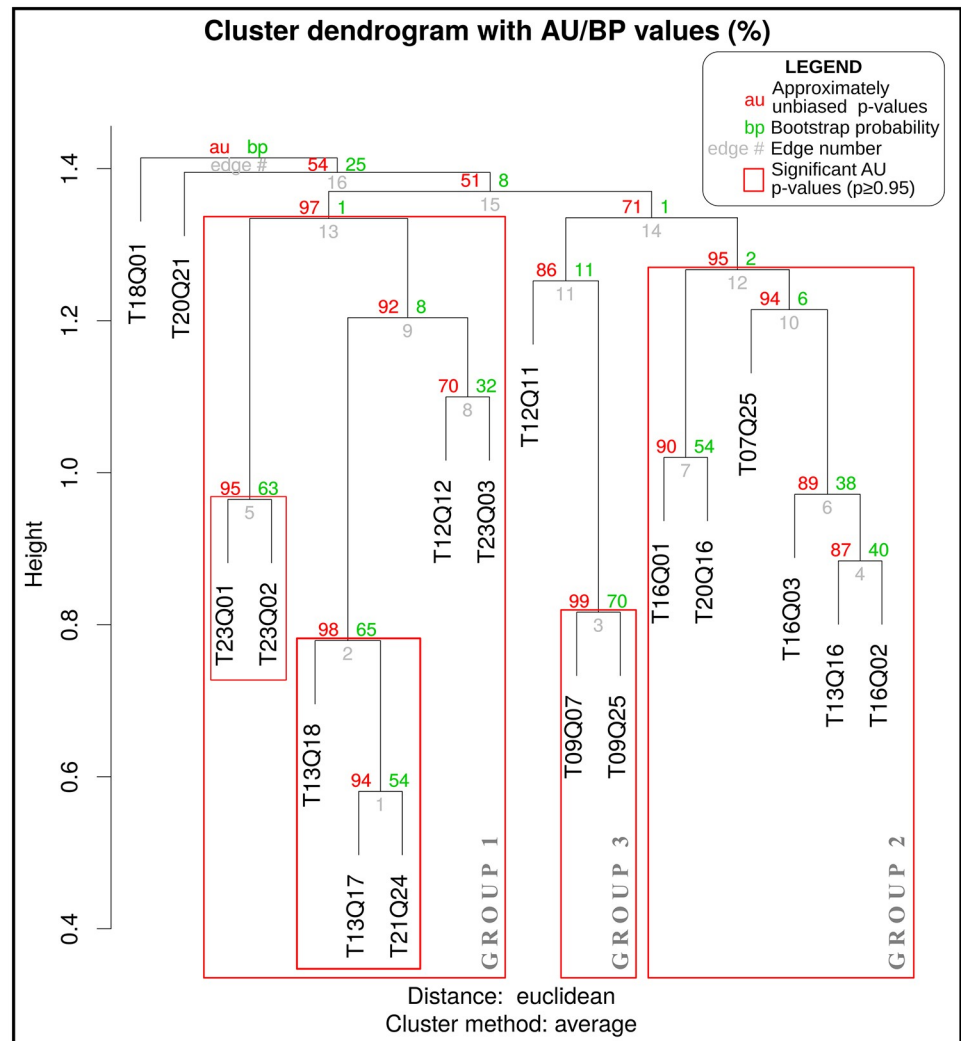 Cluster dendrogram with AU/BP values (%)
LEGEND
au Approximately
unbiased p-values
bp Bootstrap probability
edge # Edge number
Significant AU
p-values (p≥0.95)
Height
1.4
1.2
1.0
0.8
0.6
0.4
au bp
edge #
54 25
16
51 8
15
97 1
13
71 1
14
95 2
12
86 11
11
94 6
10
92 8
9
70 32
8
90 54
7
89 38
6
95 63
5
87 40
4
99 70
3
98 65
2
94 54
1
T18Q01
T20Q21
T23Q01
T23Q02
T13Q18
T13Q17
T21Q24
T12Q12
T23Q03
T12Q11
T09Q07
T09Q25
T16Q01
T20Q16
T07Q25
T16Q03
T13Q16
T16Q02
GROUP 1
GROUP 3
GROUP 2
Distance: euclidean
Cluster method: average